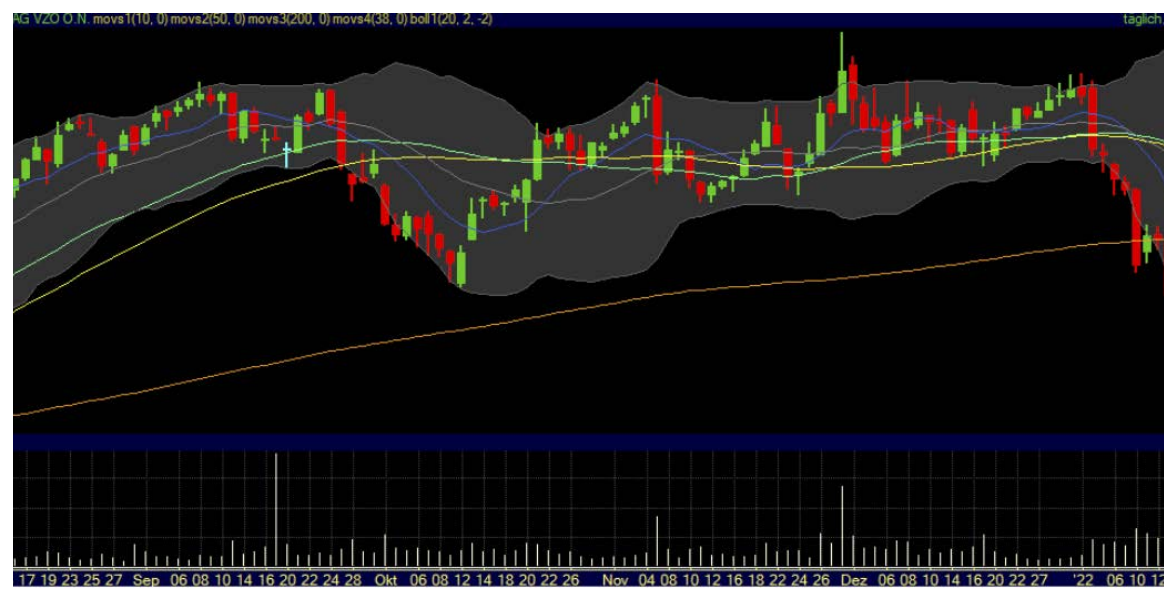 AG VZO O.N. movs1(10, 0) movs2(50, 0) movs3(200, 0) movs4(38, 0) boll1(20, 2, -2) täglich
17 19 23 25 27 Sep 06 08 10 14 16 20 22 24 28 Okt 06 08 12 14 18 20 22 26 Nov 04 08 10 12 16 18 22 24 26 Dez 06 08 10 14 16 20 22 27 '22 06 10 12